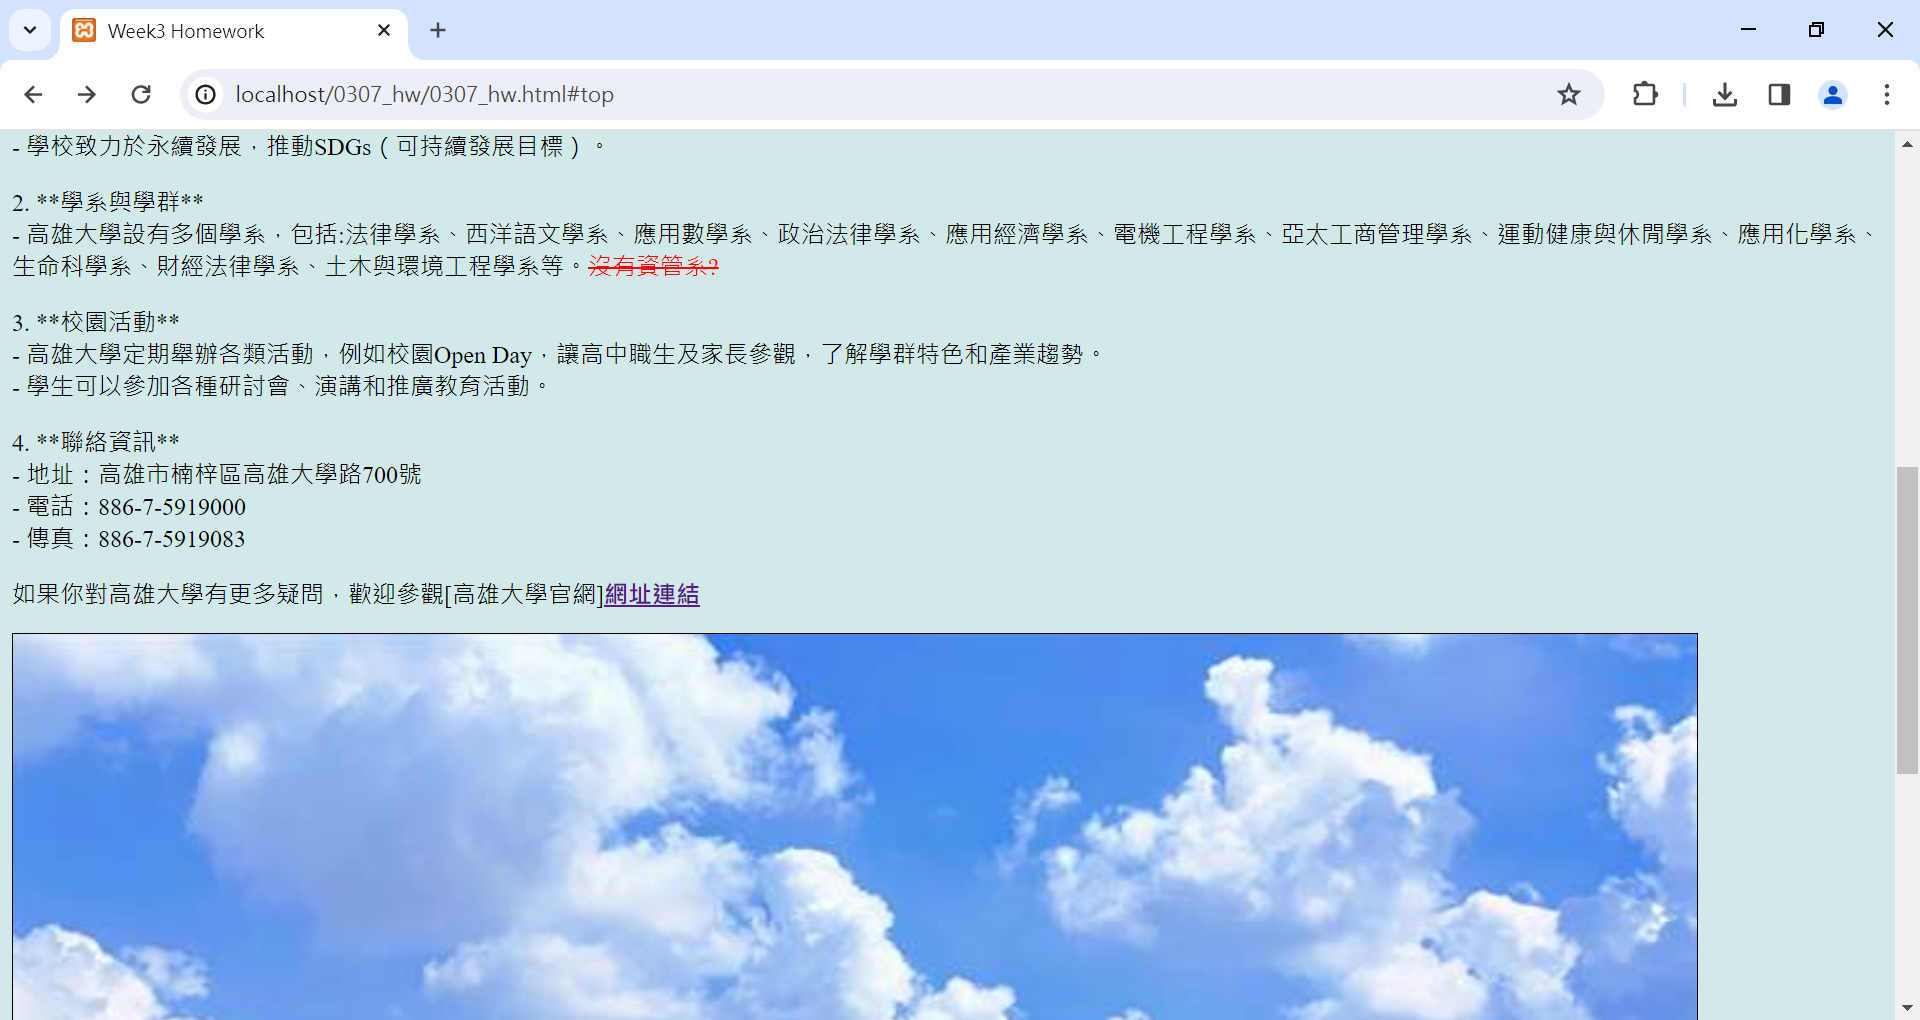 Week3 Homework
localhost/0307_hw/0307_hw.html#top
- 學校致力於永續發展，推動SDGs（可持續發展目標）。
2. **學系與學群**
- 高雄大學設有多個學系，包括:法律學系、西洋語文學系、應用數學系、政治法律學系、應用經濟學系、電機工程學系、亞太工商管理學系、運動健康與休閒學系、應用化學系、
生命科學系、財經法律學系、土木與環境工程學系等。沒有資管系?
3. **校園活動**
- 高雄大學定期舉辦各類活動，例如校園Open Day，讓高中職生及家長參觀，了解學群特色和產業趨勢。
- 學生可以參加各種研討會、演講和推廣教育活動。
4. **聯絡資訊**
- 地址：高雄市楠梓區高雄大學路700號
- 電話：886-7-5919000
- 傳真：886-7-5919083
如果你對高雄大學有更多疑問，歡迎參觀[高雄大學官網]網址連結